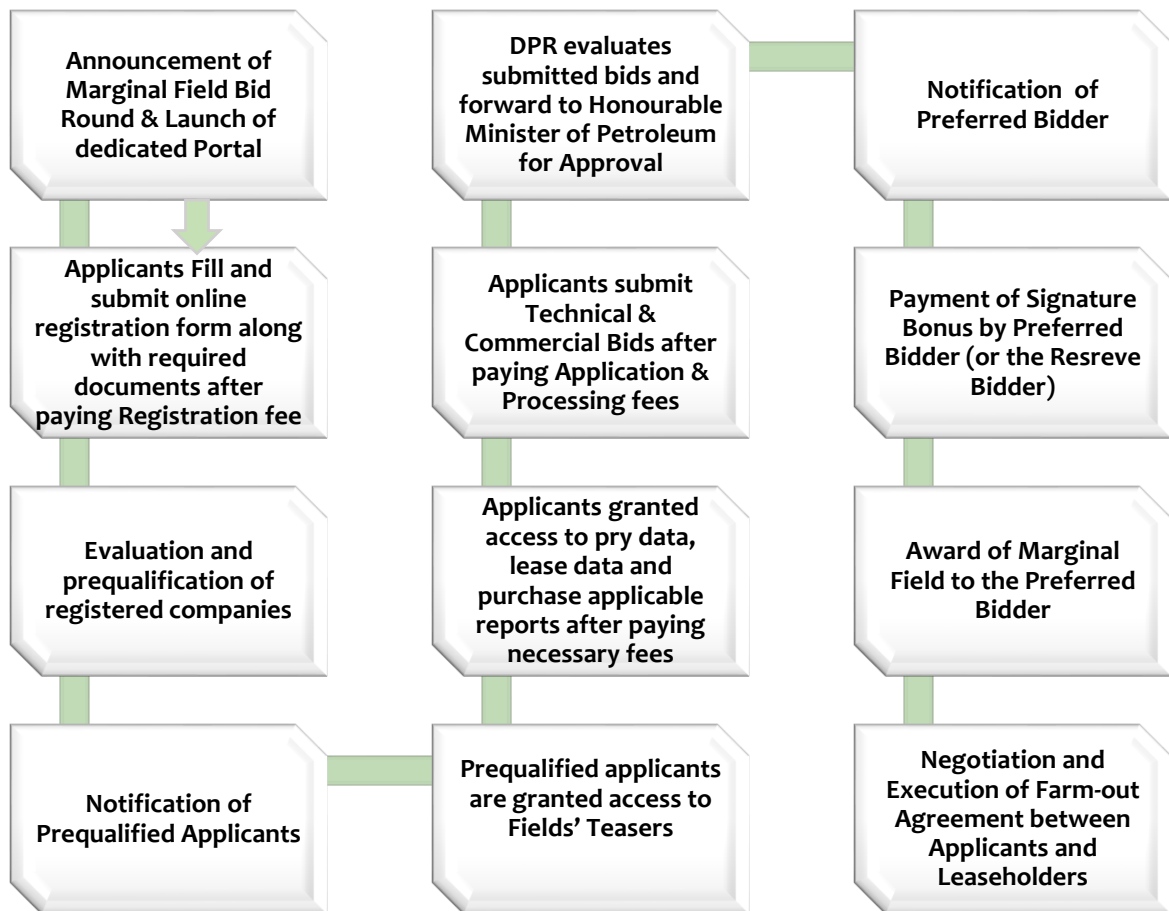 Announcement of
Marginal Field Bid
Round & Launch of
dedicated Portal
Applicants Fill and
submit online
registration form along
with required
documents after
paying Registration fee
Evaluation and
prequalification of
registered companies
Notification of
Prequalified Applicants
Prequalified applicants
are granted access to
Fields’ Teasers
Applicants granted
access to pry data,
lease data and
purchase applicable
reports after paying
necessary fees
Applicants submit
Technical &
Commercial Bids after
paying Application &
Processing fees
DPR evaluates
submitted bids and
forward to Honourable
Minister of Petroleum
for Approval
Notification of
Preferred Bidder
Payment of Signature
Bonus by Preferred
Bidder (or the Resreve
Bidder)
Award of Marginal
Field to the Preferred
Bidder
Negotiation and
Execution of Farm-out
Agreement between
Applicants and
Leaseholders